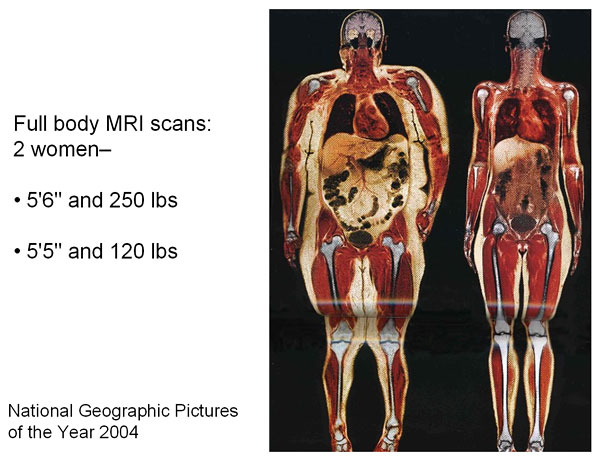 Full body MRI scans:
2 women–
• 5'6" and 250 lbs
• 5'5" and 120 lbs
National Geographic Pictures
of the Year 2004